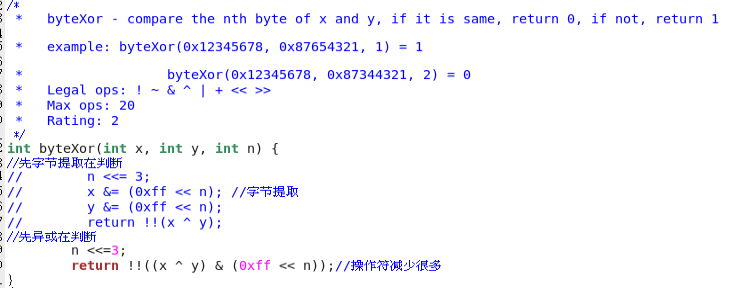 /*
 *   byteXor - compare the nth byte of x and y, if it is same, return 0, if not, return 1
 *   example: byteXor(0x12345678, 0x87654321, 1) = 1
 *                  byteXor(0x12345678, 0x87344321, 2) = 0
 *   Legal ops: ! ~ & ^ | + << >>
 *   Max ops: 20
 *   Rating: 2
 */
int byteXor(int x, int y, int n) {
//先字节提取在判断
//        n <<= 3;
//        x &= (0xff << n); //字节提取
//        y &= (0xff << n);
//        return !!(x ^ y);
//先异或在判断
        n <<=3;
        return !!((x ^ y) & (0xff << n));//操作符减少很多
}